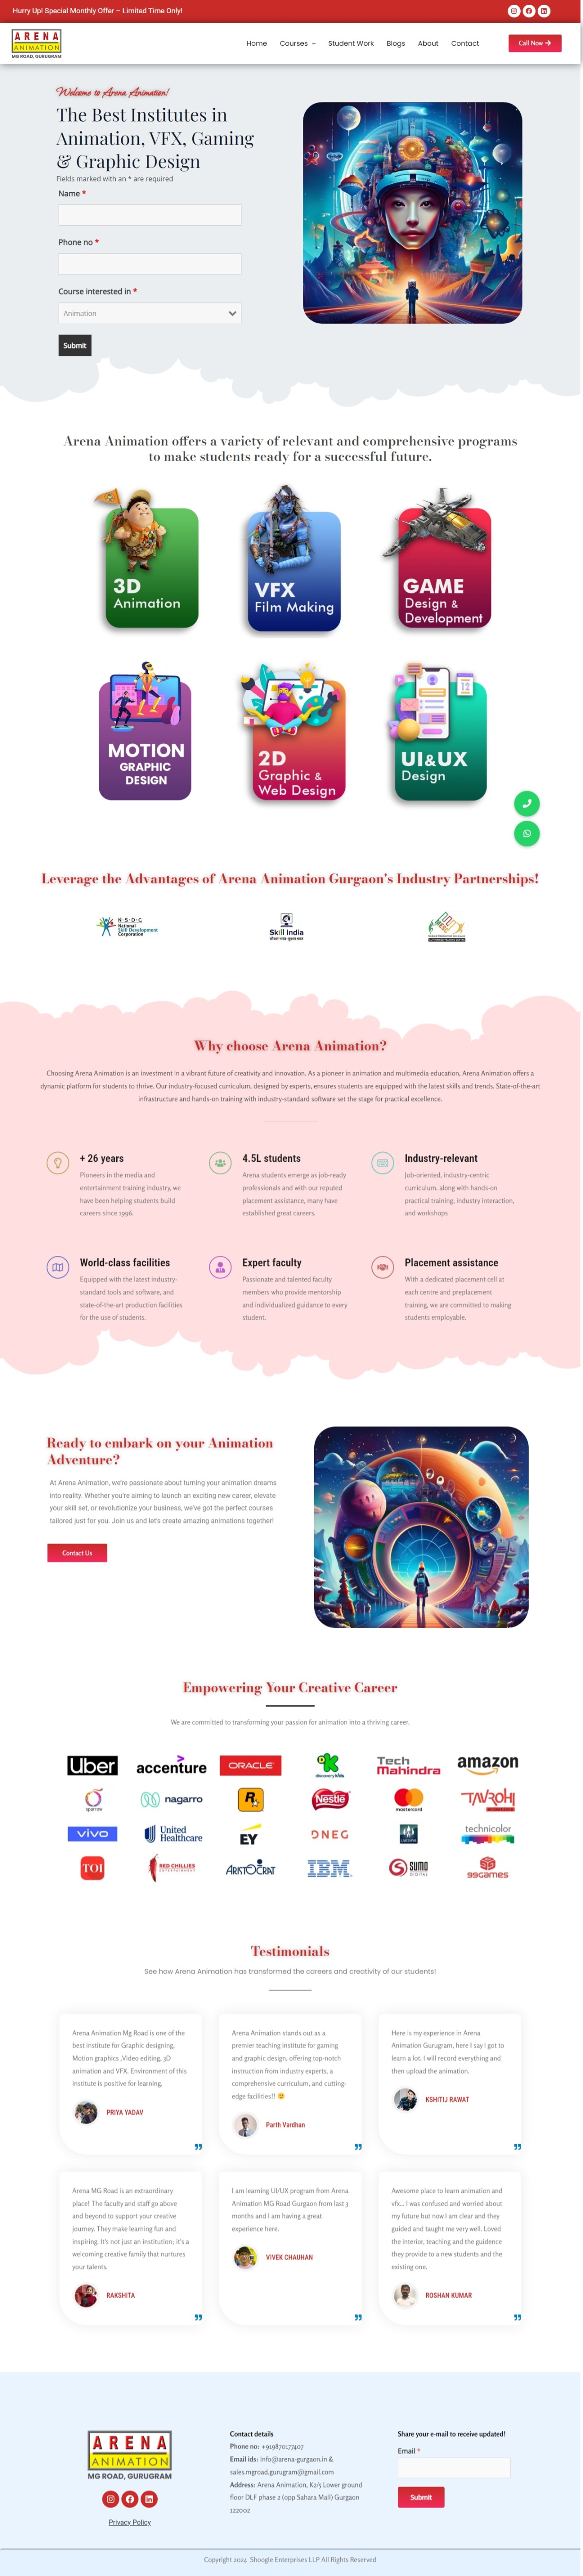 Hurry Up! Special Monthly Offer – Limited Time Only!
ARENA
ANIMATION
MG ROAD, GURUGRAM
Home
Courses
Student Work
Blogs
About
Contact
Call Now
Welcome to Arena Animation!
The Best Institutes in
Animation, VFX, Gaming
& Graphic Design
Fields marked with an * are required
Name *
Phone no *
Course interested in *
Animation
Submit
Arena Animation offers a variety of relevant and comprehensive programs
to make students ready for a successful future.
3D
Animation
VFX
Film Making
GAME
Design &
Development
MOTION
GRAPHIC
DESIGN
2D
Graphic &
Web Design
12
UI&UX
Design
Leverage the Advantages of Arena Animation Gurgaon's Industry Partnerships!
N·S·D·C
National
Skill Development
Corporation
Skill India
कौशल भारत - कुशल भारत
Why choose Arena Animation?
Choosing Arena Animation is an investment in a vibrant future of creativity and innovation. As a pioneer in animation and multimedia education, Arena Animation offers a
dynamic platform for students to thrive. Our industry-focused curriculum, designed by experts, ensures students are equipped with the latest skills and trends. State-of-the-art
infrastructure and hands-on training with industry-standard software set the stage for practical excellence.
+ 26 years
Pioneers in the media and
entertainment training industry, we
have been helping students build
careers since 1996.
4.5L students
Arena students emerge as job-ready
professionals and with our reputed
placement assistance, many have
established great careers.
Industry-relevant
Job-oriented, industry-centric
curriculum. along with hands-on
practical training, industry interaction,
and workshops
World-class facilities
Equipped with the latest industry-
standard tools and software, and
state-of-the-art production facilities
for the use of students.
Expert faculty
Passionate and talented faculty
members who provide mentorship
and individualized guidance to every
student.
Placement assistance
With a dedicated placement cell at
each centre and preplacement
training, we are committed to making
students employable.
Ready to embark on your Animation
Adventure?
At Arena Animation, we're passionate about turning your animation dreams
into reality. Whether you're aiming to launch an exciting new career, elevate
your skill set, or revolutionize your business, we've got the perfect courses
tailored just for you. Join us and let's create amazing animations together!
Contact Us
Empowering Your Creative Career
We are committed to transforming your passion for animation into a thriving career.
Uber
accenture
ORACLE
discovery kids
Tech
Mahindra
amazon
nagarro
R
Nestle
mastercard
vivo
United
Healthcare
EY
DNEG
technicolor
TOI
RED CHILLIES
ENTERTAINMENT
ARISTOCRAT
IBM
SUMO
DIGITAL
99GAMES
Testimonials
See how Arena Animation has transformed the careers and creativity of our students!
Arena Animation Mg Road is one of the
best institute for Graphic designing,
Motion graphics ,Video editing, 3D
animation and VFX. Environment of this
institute is positive for learning.
PRIYA YADAV
Arena Animation stands out as a
premier teaching institute for gaming
and graphic design, offering top-notch
instruction from industry experts, a
comprehensive curriculum, and cutting-
edge facilities!! 🙂
Parth Vardhan
Here is my experience in Arena
Animation Gurugram, here I say I got to
learn a lot. I will record everything and
then upload the animation.
KSHITIJ RAWAT
Arena MG Road is an extraordinary
place! The faculty and staff go above
and beyond to support your creative
journey. They make learning fun and
inspiring. It's not just an institution; it's a
welcoming creative family that nurtures
your talents.
RAKSHITA
I am learning UI/UX program from Arena
Animation MG Road Gurgaon from last 3
months and I am having a great
experience here.
VIVEK CHAUHAN
Awesome place to learn animation and
vfx... I was confused and worried about
my future but now I am clear and they
guided and taught me very well. Loved
the interior, teaching and the guidence
they provide to a new students and the
existing one.
ROSHAN KUMAR
ARENA
ANIMATION
MG ROAD, GURUGRAM
Privacy Policy
Contact details
Phone no: +919870177407
Email ids: Info@arena-gurgaon.in &
sales.mgroad.gurugram@gmail.com
Address: Arena Animation, K2/5 Lower ground
floor DLF phase 2 (opp Sahara Mall) Gurgaon
122002
Share your e-mail to receive updated!
Email *
Submit
Copyright 2024 Shoogle Enterprises LLP All Rights Reserved